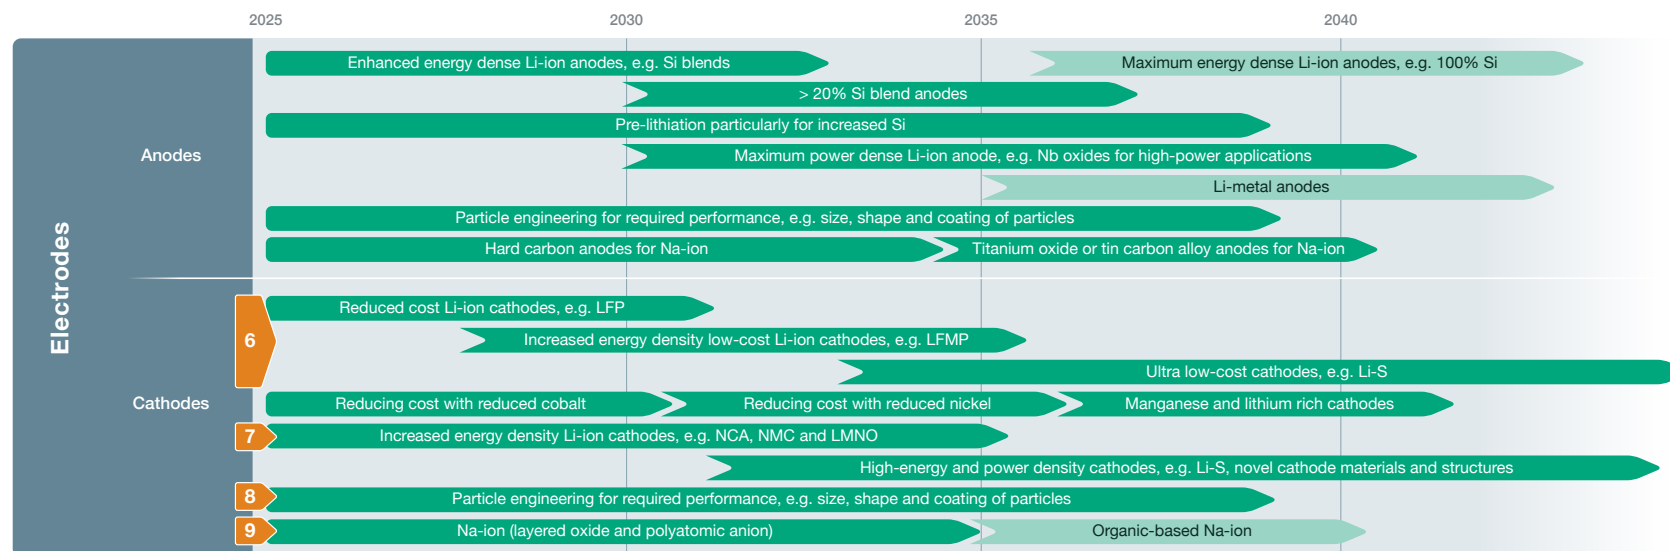 2025 2030 2035 2040
Electrodes
Anodes
Enhanced energy dense Li-ion anodes, e.g. Si blends
Maximum energy dense Li-ion anodes, e.g. 100% Si
> 20% Si blend anodes
Pre-lithiation particularly for increased Si
Maximum power dense Li-ion anode, e.g. Nb oxides for high-power applications
Li-metal anodes
Particle engineering for required performance, e.g. size, shape and coating of particles
Hard carbon anodes for Na-ion
Titanium oxide or tin carbon alloy anodes for Na-ion
Cathodes
6
Reduced cost Li-ion cathodes, e.g. LFP
Increased energy density low-cost Li-ion cathodes, e.g. LFMP
Ultra low-cost cathodes, e.g. Li-S
Reducing cost with reduced cobalt
Reducing cost with reduced nickel
Manganese and lithium rich cathodes
7
Increased energy density Li-ion cathodes, e.g. NCA, NMC and LMNO
High-energy and power density cathodes, e.g. Li-S, novel cathode materials and structures
8
Particle engineering for required performance, e.g. size, shape and coating of particles
9
Na-ion (layered oxide and polyatomic anion)
Organic-based Na-ion